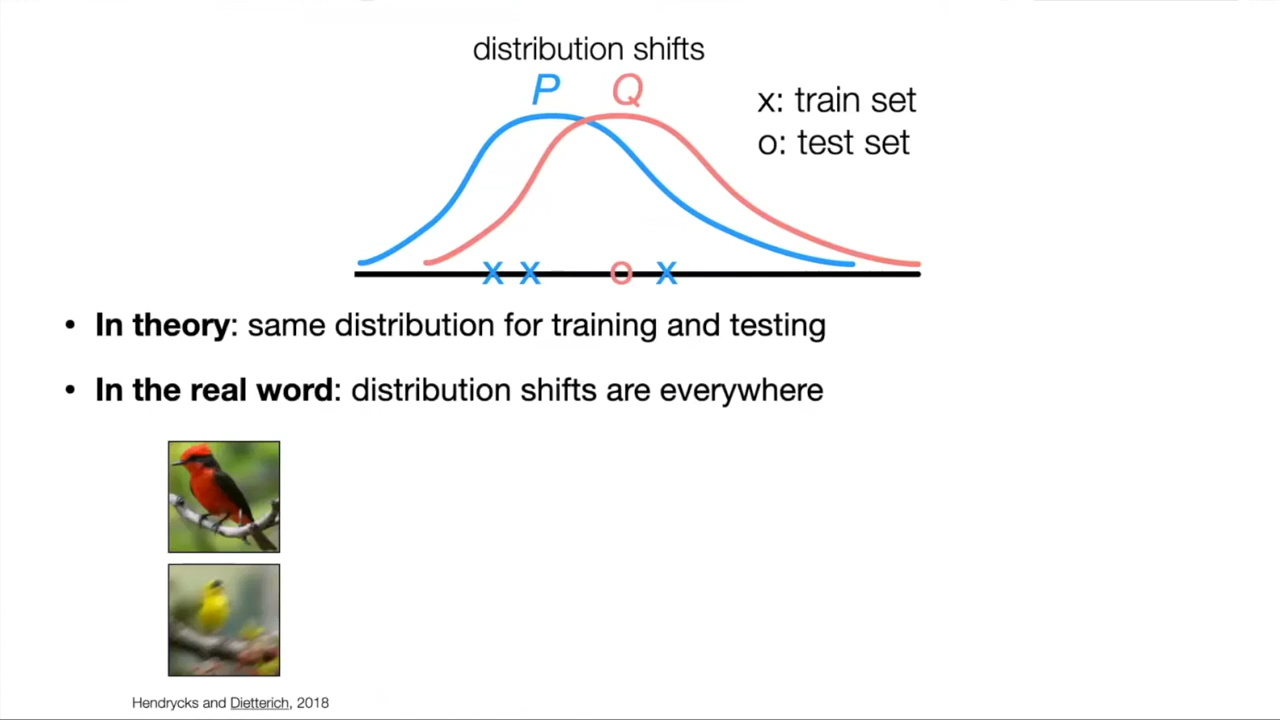 distribution shifts
P Q
x: train set
o: test set
x x o x
• In theory: same distribution for training and testing
• In the real word: distribution shifts are everywhere
Hendrycks and Dietterich, 2018